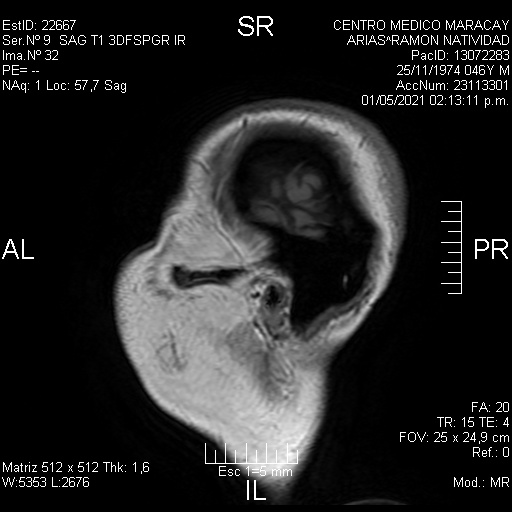 EstID: 22667
Ser.Nº 9  SAG T1 3DFSPGR IR
Ima.Nº 32
PE= --
NAq: 1 Loc: 57,7 Sag
SR
CENTRO MEDICO MARACAY
ARIAS^RAMON NATIVIDAD
PacID: 13072283
25/11/1974 046Y M
AccNum: 23113301
01/05/2021 02:13:11 p.m.
AL
PR
FA: 20
TR: 15 TE: 4
FOV: 25 x 24,9 cm
Ref.: 0
Matriz 512 x 512 Thk: 1,6
W:5353 L:2676
Esc 1=5 mm
IL
Mod.: MR